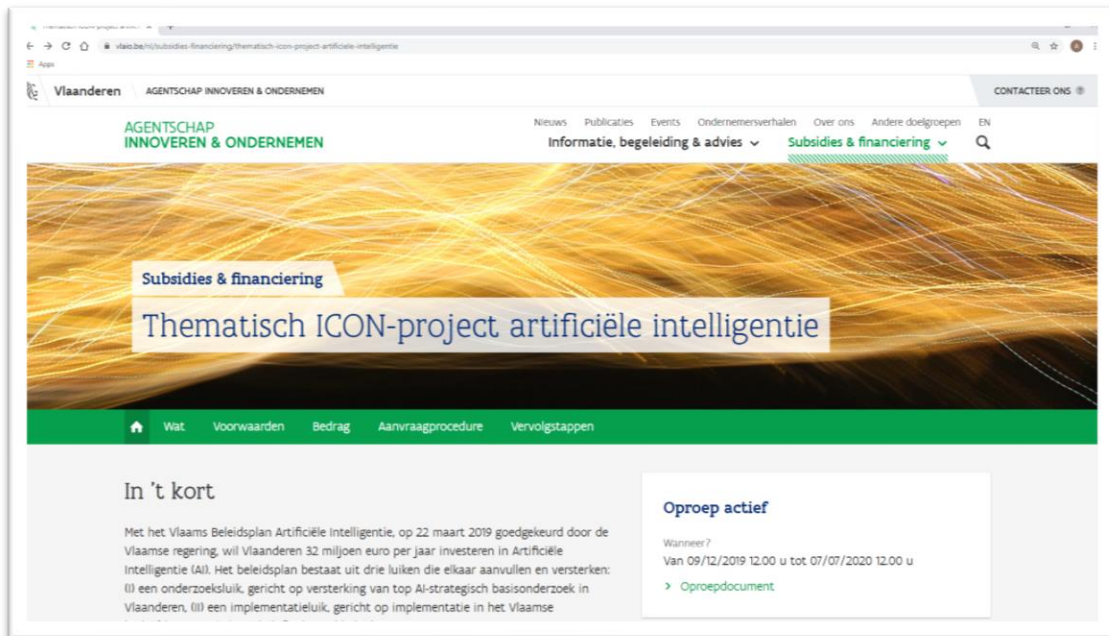 vlaio.be/nl/subsidies-financiering/thematisch-icon-project-artificiele-intelligentie
Apps
Vlaanderen AGENTSCHAP INNOVEREN & ONDERNEMEN CONTACTEER ONS
Nieuws Publicaties Events Ondernemersverhalen Over ons Andere doelgroepen EN
AGENTSCHAP
INNOVEREN & ONDERNEMEN
Informatie, begeleiding & advies Subsidies & financiering
Subsidies & financiering
Thematisch ICON-project artificiële intelligentie
Wat Voorwaarden Bedrag Aanvraagprocedure Vervolgstappen
In 't kort
Met het Vlaams Beleidsplan Artificiële Intelligentie, op 22 maart 2019 goedgekeurd door de
Vlaamse regering, wil Vlaanderen 32 miljoen euro per jaar investeren in Artificiële
Intelligentie (AI). Het beleidsplan bestaat uit drie luiken die elkaar aanvullen en versterken:
(I) een onderzoeksluik, gericht op versterking van top AI-strategisch basisonderzoek in
Vlaanderen, (II) een implementatieluik, gericht op implementatie in het Vlaamse
Oproep actief
Wanneer?
Van 09/12/2019 12.00 u tot 07/07/2020 12.00 u
Oproepdocument